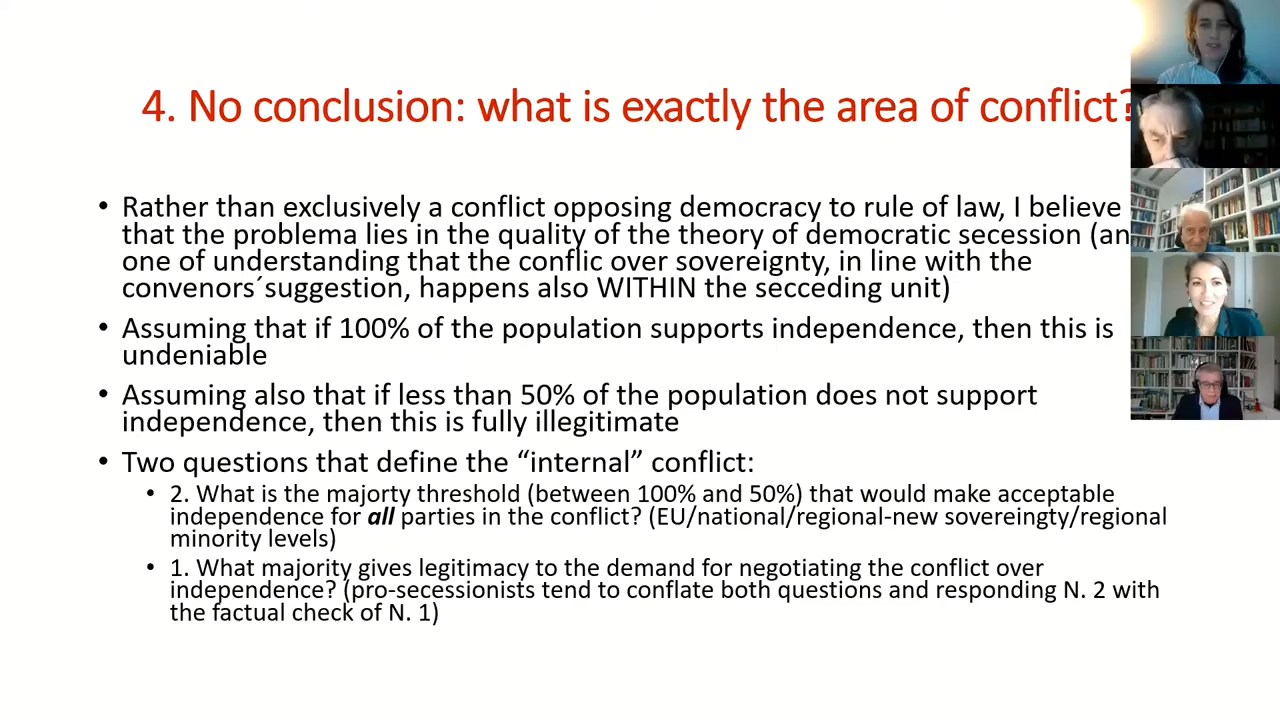 4. No conclusion: what is exactly the area of conflict?
• Rather than exclusively a conflict opposing democracy to rule of law, I believe
that the problema lies in the quality of the theory of democratic secession (an
one of understanding that the conflic over sovereignty, in line with the
convenors´suggestion, happens also WITHIN the secceding unit)
• Assuming that if 100% of the population supports independence, then this is
undeniable
• Assuming also that if less than 50% of the population does not support
independence, then this is fully illegitimate
• Two questions that define the “internal” conflict:
• 2. What is the majorty threshold (between 100% and 50%) that would make acceptable
independence for all parties in the conflict? (EU/national/regional-new sovereingty/regional
minority levels)
• 1. What majority gives legitimacy to the demand for negotiating the conflict over
independence? (pro-secessionists tend to conflate both questions and responding N. 2 with
the factual check of N. 1)